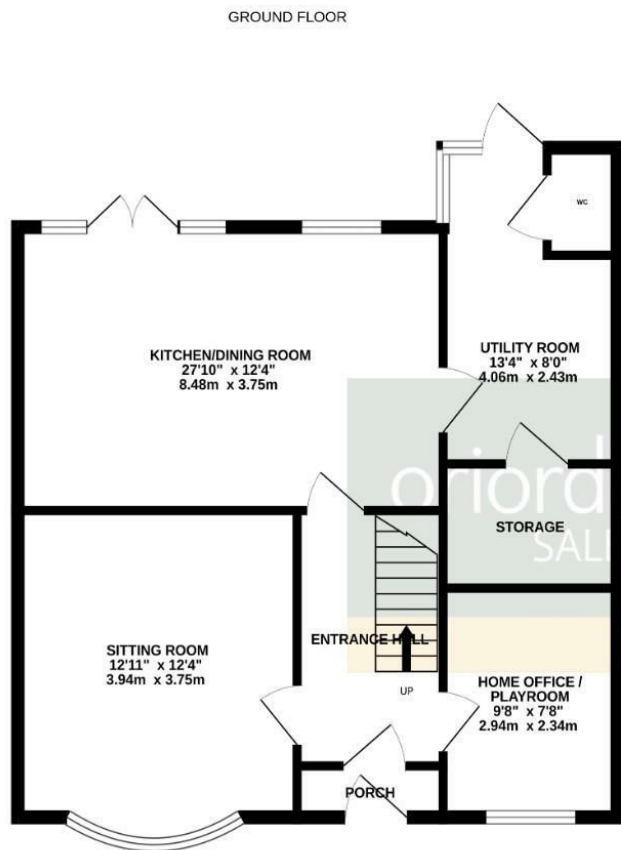 GROUND FLOOR
WC
KITCHEN/DINING ROOM
27'10" x 12'4"
8.48m x 3.75m
UTILITY ROOM
13'4" x 8'0"
4.06m x 2.43m
oriord
SALI
STORAGE
SITTING ROOM
12'11" x 12'4"
3.94m x 3.75m
ENTRANCE HALL
UP
HOME OFFICE /
PLAYROOM
9'8" x 7'8"
2.94m x 2.34m
PORCH